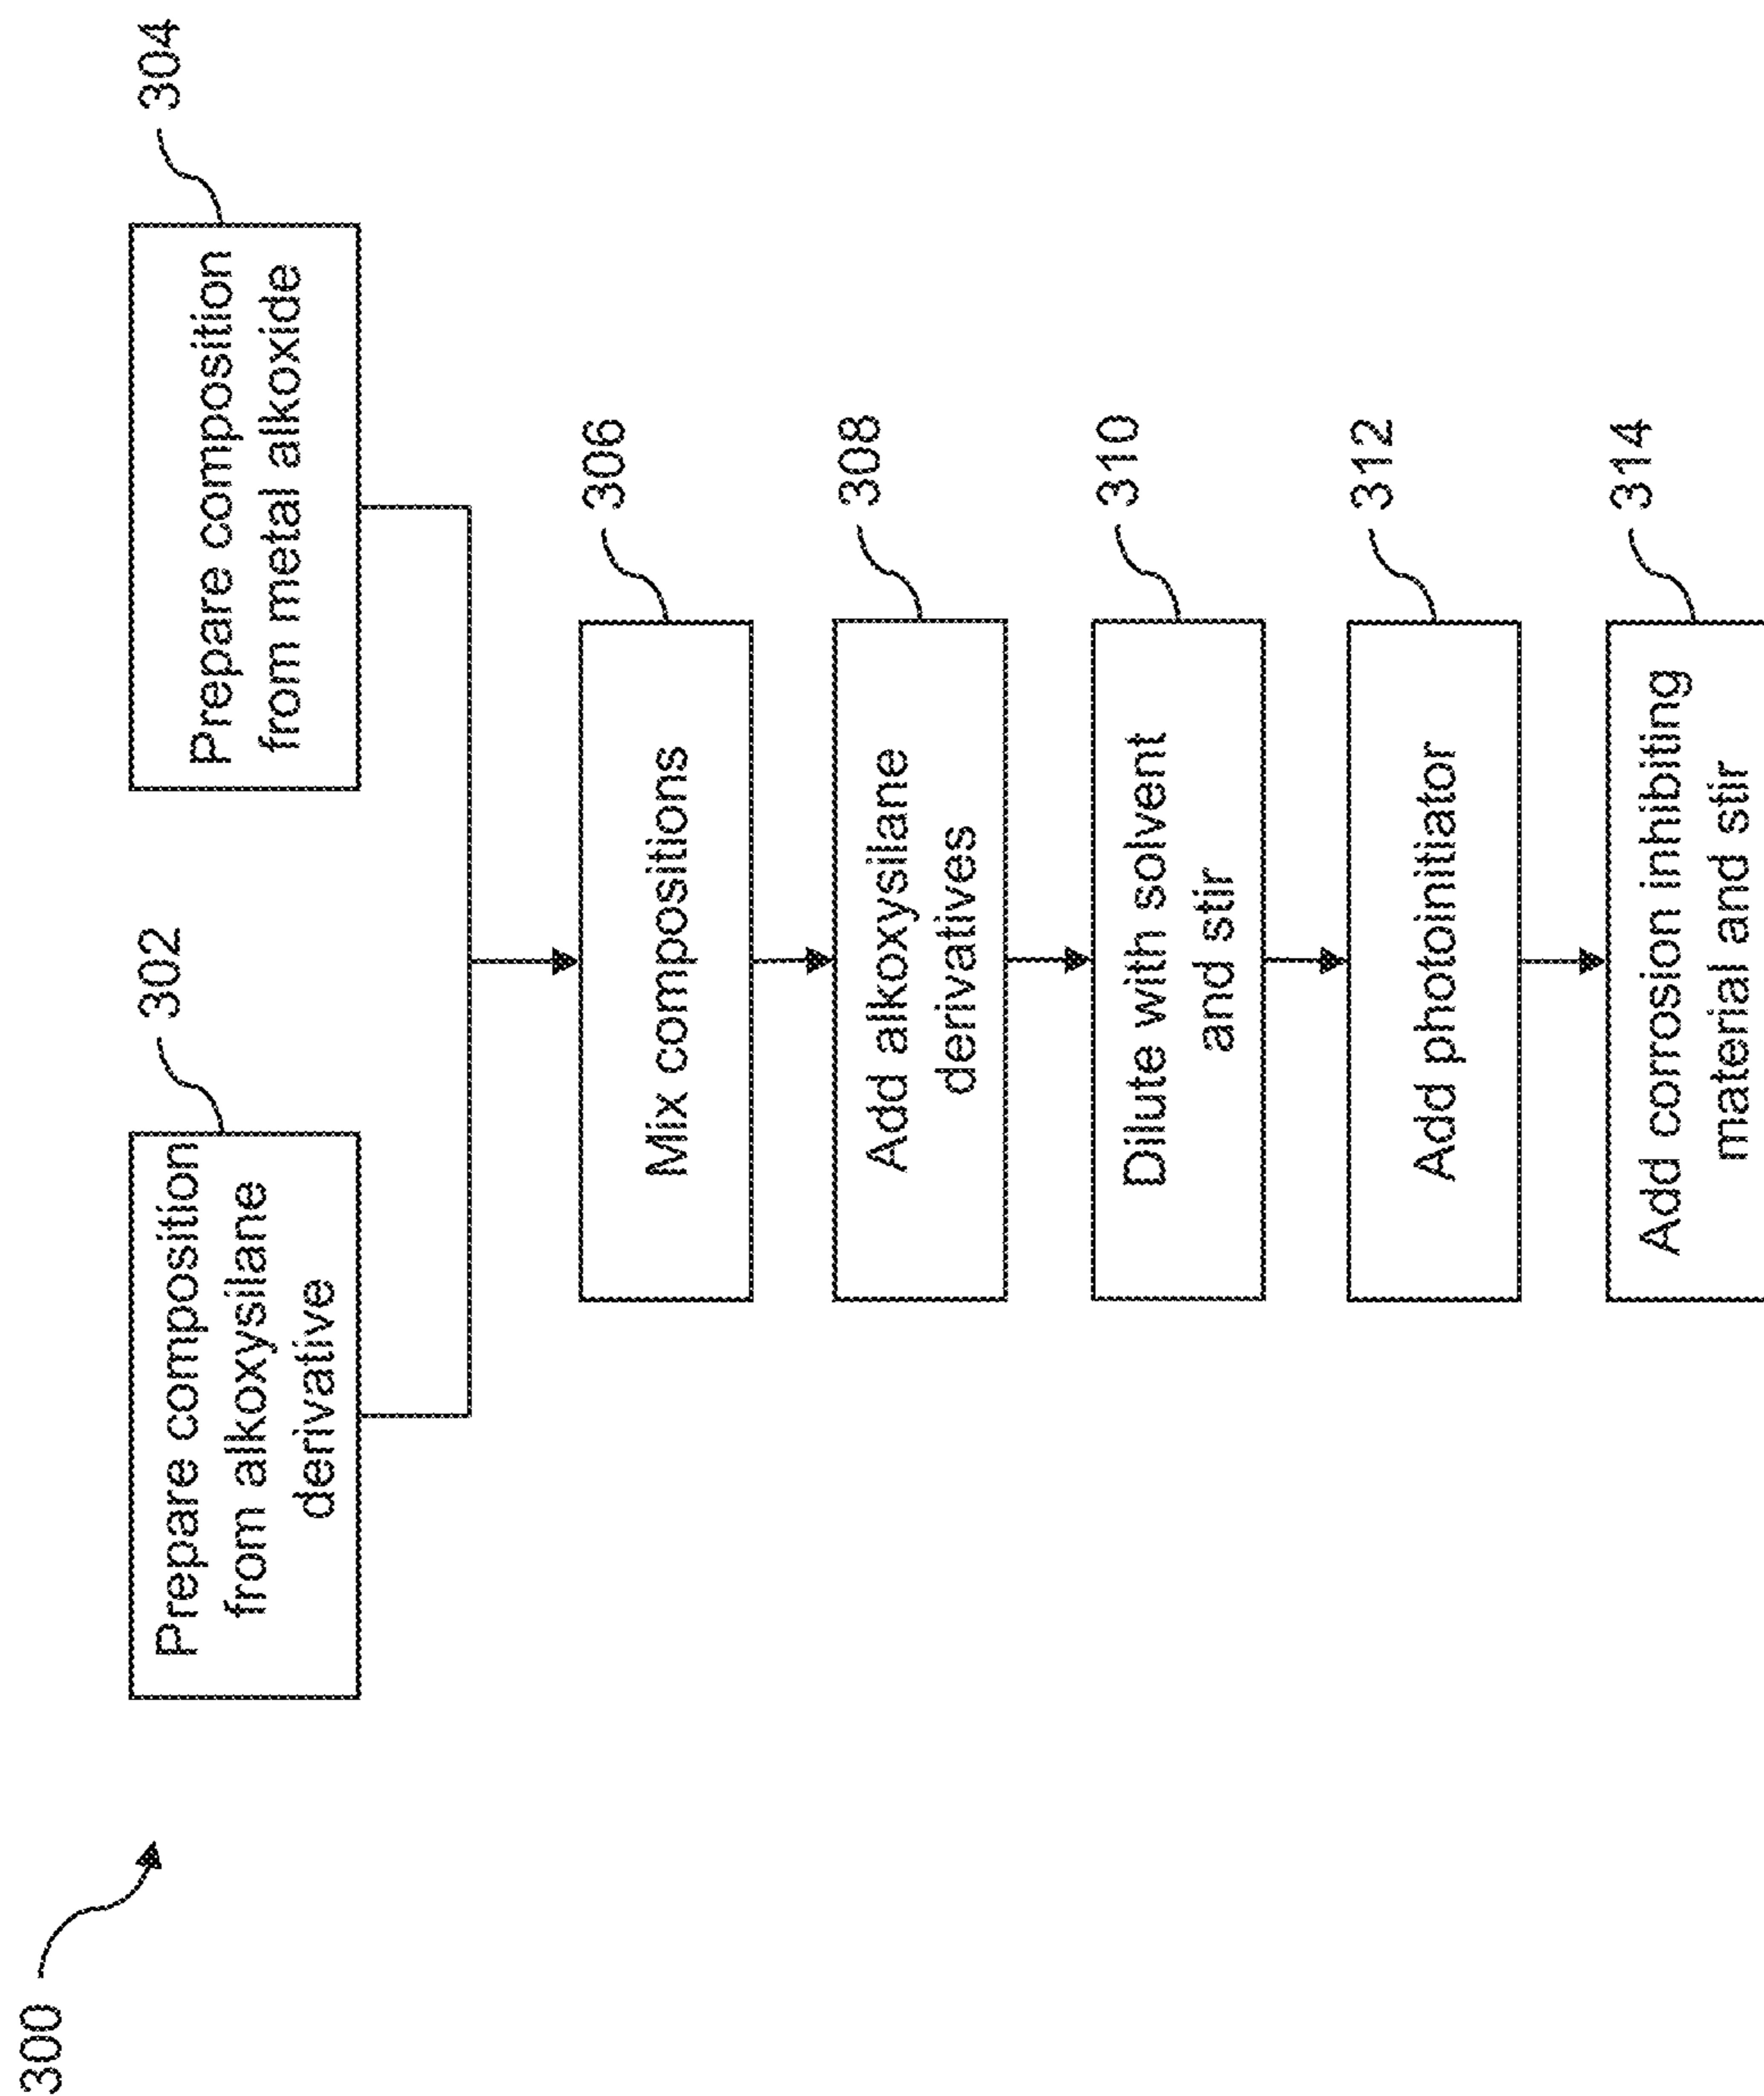 300
302
Prepare composition
from alkoxysilane
derivative
304
Prepare composition
from metal alkoxide
306
Mix compositions
308
Add alkoxysilane
derivatives
310
Dilute with solvent
and stir
312
Add photoinitiator
314
Add corrosion inhibiting
material and stir